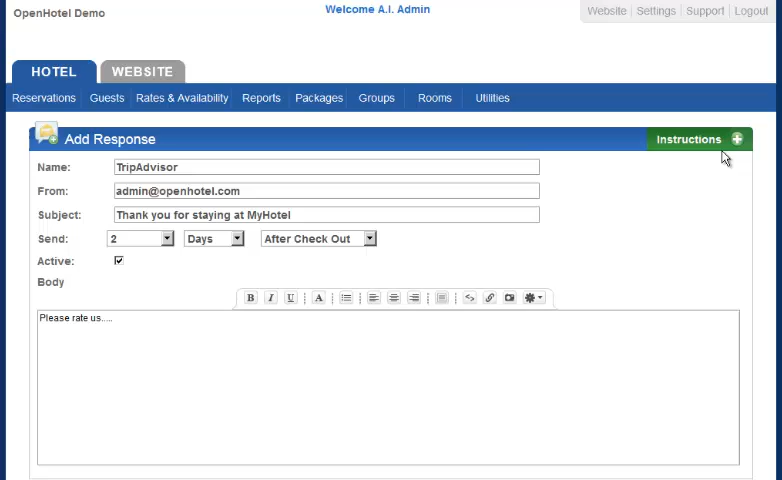 OpenHotel Demo
Welcome A.I. Admin
Website | Settings | Support | Logout
HOTEL WEBSITE
Reservations Guests Rates & Availability Reports Packages Groups Rooms Utilities
Add Response
Instructions
Name: TripAdvisor
From: admin@openhotel.com
Subject: Thank you for staying at MyHotel
Send: 2 Days After Check Out
Active:
Body
B I U A
Please rate us.....